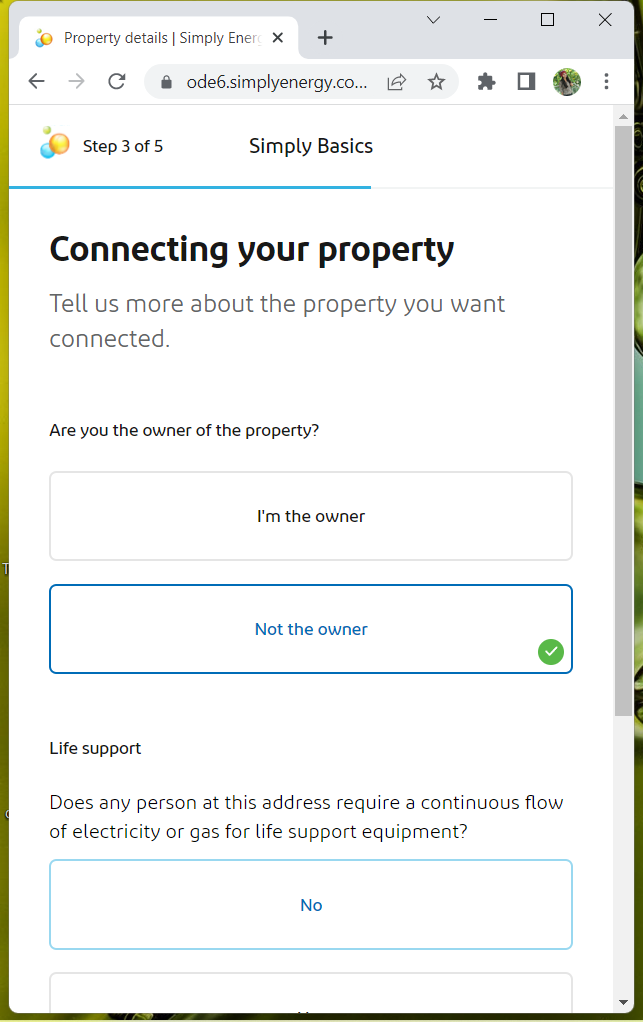 Property details | Simply Energ
ode6.simplyenergy.co...
Step 3 of 5
Simply Basics
Connecting your property
Tell us more about the property you want
connected.
Are you the owner of the property?
I'm the owner
Not the owner
Life support
Does any person at this address require a continuous flow
of electricity or gas for life support equipment?
No